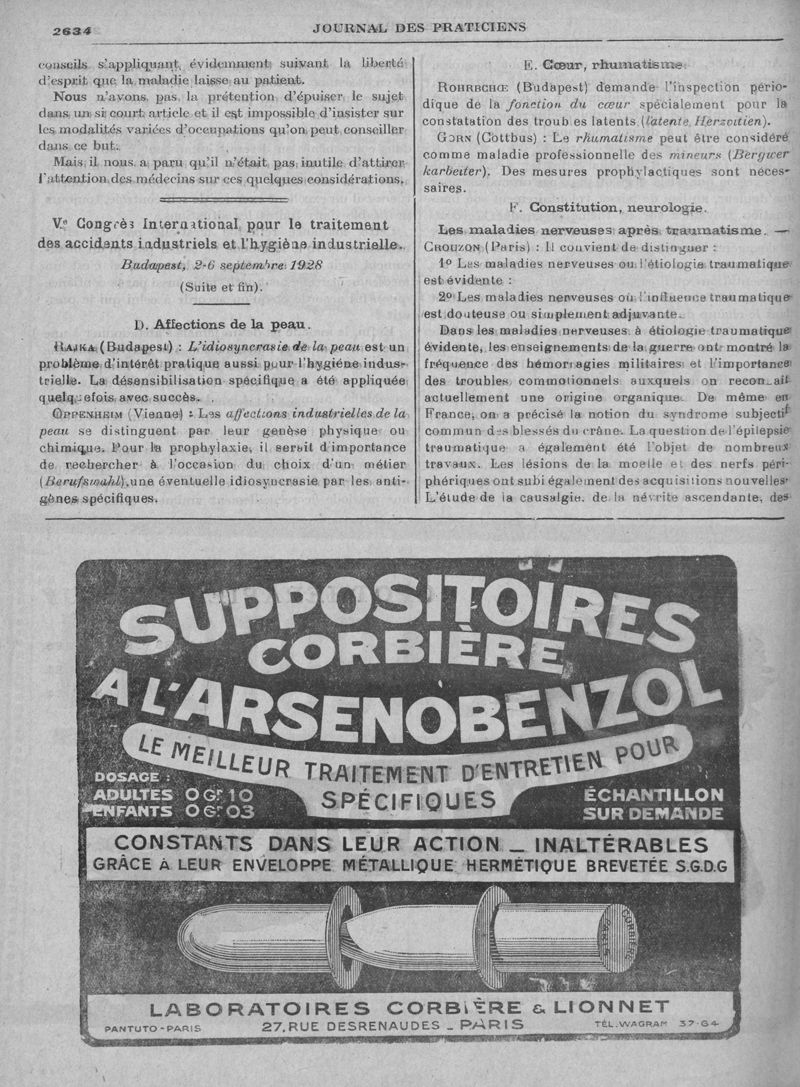 2634
JOURNAL DES PRATICIENS
conseils s'appliquant, évidemment suivant la liberté
d'esprit que la maladie laisse au patient.
Nous n'avons pas la prétention d'épuiser le sujet
dans un si court article et il est impossible d'insister sur
les modalités variées d'occupations qu'on peut conseiller
dans ce but.
Mais il nous a paru qu'il n'était pas inutile d'attirer
l'attention des médecins sur ces quelques considérations.
Ve Congrès International pour le traitement
des accidents industriels et l'hygiène industrielle.
Budapest, 2-6 septembre 1928
(Suite et fin).
D. Affections de la peau.
RAJKA (Budapest) : L'idiosyncrasie de la peau est un
problème d'intérêt pratique aussi pour l'hygiène indus-
trielle. La désensibilisation spécifique a été appliquée
quelquefois avec succès.
OPPENHEIM (Vienne) : Les affections industrielles de la
peau se distinguent par leur genèse physique ou
chimique. Pour la prophylaxie, il serait d'importance
de rechercher à l'occasion du choix d'un métier
(Berufswahl), une éventuelle idiosyncrasie par les anti-
gènes spécifiques.
E. Cœur, rhumatisme.
ROHRBCHŒ (Budapest) demande l'inspection pério-
dique de la fonction du cœur spécialement pour la
constatation des troubles latents (latente Herzeitien).
GORN (Cottbus) : Le rhumatisme peut être considéré
comme maladie professionnelle des mineurs (Bergwer
karbeiter). Des mesures prophylactiques sont néces-
saires.
F. Constitution, neurologie.
Les maladies nerveuses après traumatisme. —
CROUZON (Paris) : Il convient de distinguer :
1o Les maladies nerveuses ou l'étiologie traumatique
est évidente :
2o Les maladies nerveuses où l'influence traumatique
est douteuse ou simplement adjuvante.
Dans les maladies nerveuses à étiologie traumatique
évidente, les enseignements de la guerre ont montré la
fréquence des hémorragies militaires et l'importance
des troubles commotionnels auxquels on reconnait
actuellement une origine organique. De même en
France, on a précisé la notion du syndrome subjectif
commun des blessés du crâne. La question de l'épilepsie
traumatique a également été l'objet de nombreux
travaux. Les lésions de la moelle et des nerfs péri-
phériques ont subi également des acquisitions nouvelles
L'étude de la causalgie, de la névrite ascendante, des
SUPPOSITOIRES
CORBIÈRE
A L'ARSENOBENZOL
LE MEILLEUR TRAITEMENT D'ENTRETIEN POUR
SPÉCIFIQUES
DOSAGE :
ADULTES 0 Gr 10
ENFANTS 0 Gr 03
ÉCHANTILLON
SUR DEMANDE
CONSTANTS DANS LEUR ACTION _ INALTÉRABLES
GRÂCE À LEUR ENVELOPPE MÉTALLIQUE HERMÉTIQUE BREVETÉE S.G.D.G
CORBIÈRE
PARIS
LABORATOIRES CORBIÈRE & LIONNET
PANTUTO-PARIS
27, RUE DESRENAUDES _ PARIS
TÉL. WAGRAM 37-64